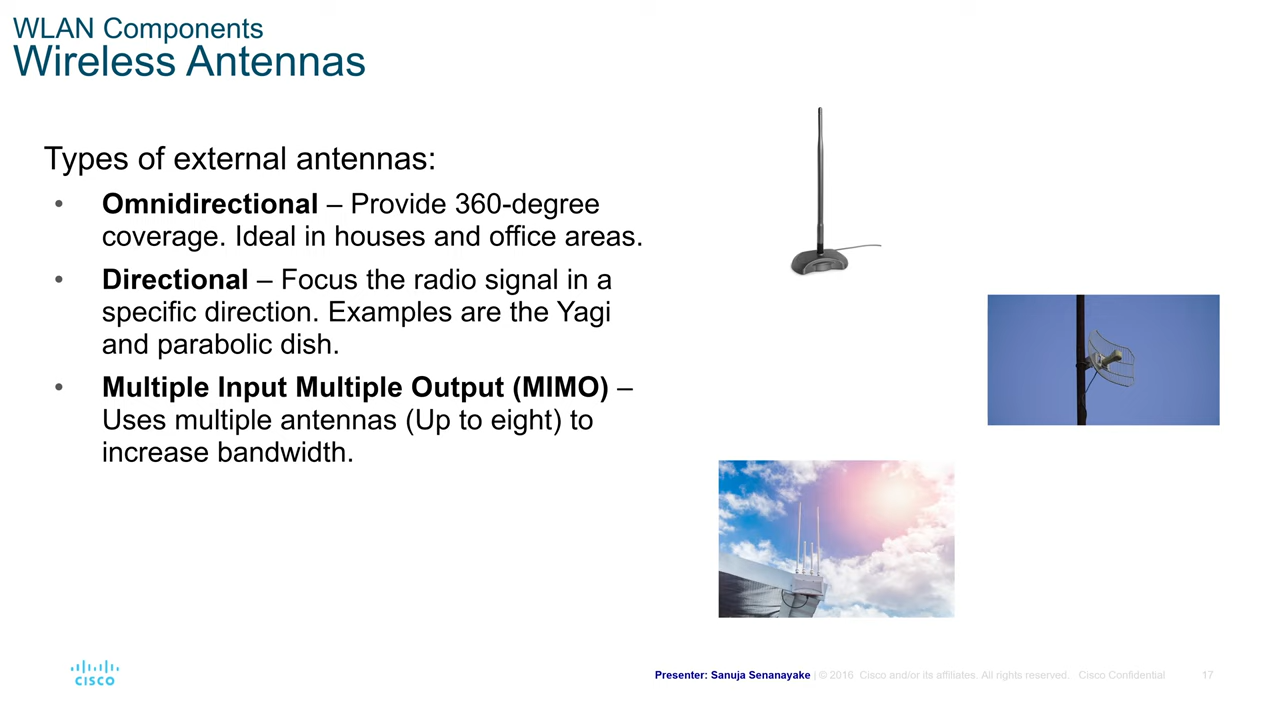 WLAN Components
Wireless Antennas
Types of external antennas:
• Omnidirectional – Provide 360-degree
coverage. Ideal in houses and office areas.
• Directional – Focus the radio signal in a
specific direction. Examples are the Yagi
and parabolic dish.
• Multiple Input Multiple Output (MIMO) –
Uses multiple antennas (Up to eight) to
increase bandwidth.
CISCO
Presenter: Sanuja Senanayake | © 2016 Cisco and/or its affiliates. All rights reserved. Cisco Confidential 17